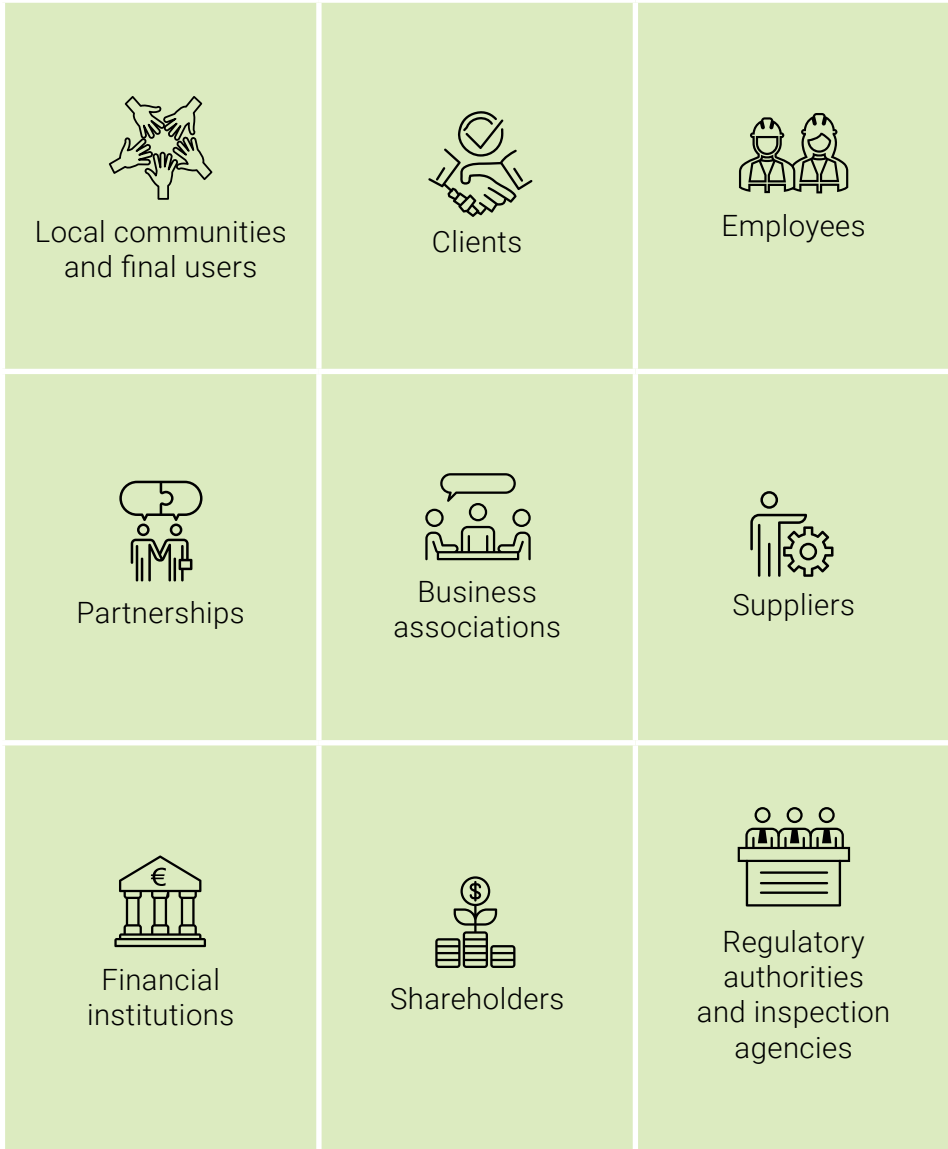 Local communities
and final users
Clients
Employees
Partnerships
Business
associations
Suppliers
€
Financial
institutions
$
Shareholders
Regulatory
authorities
and inspection
agencies